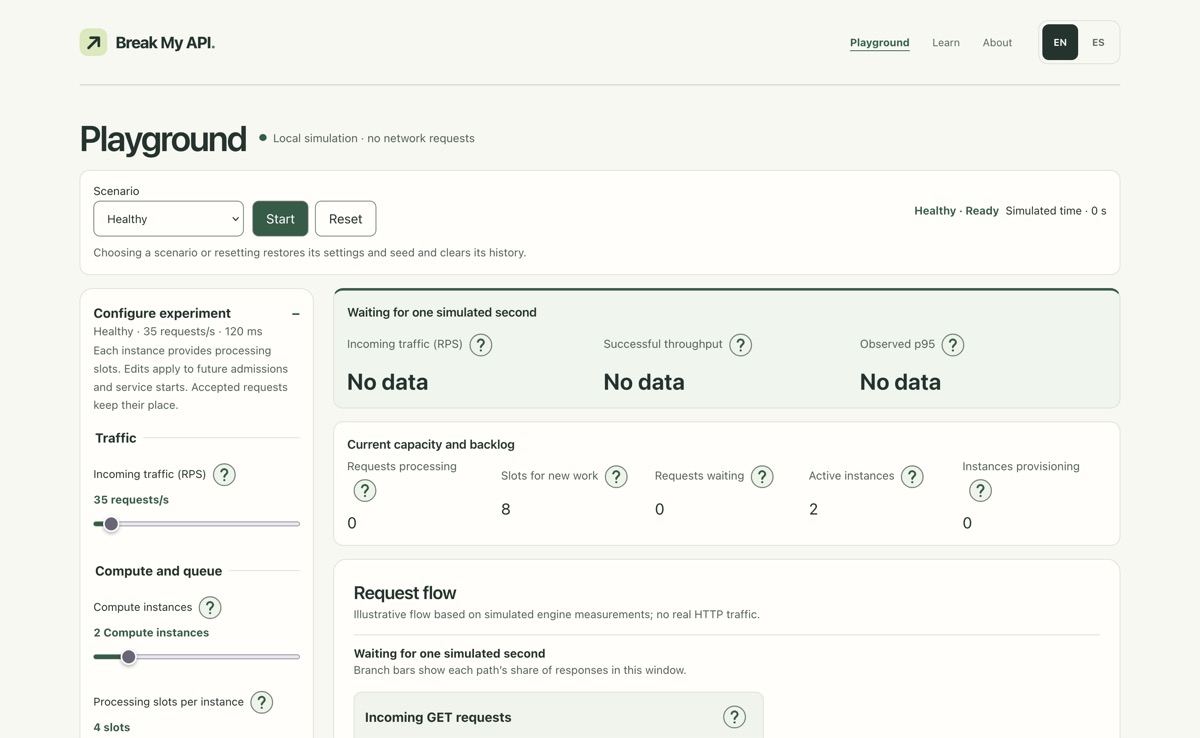 Break My API.
Playground
Learn
About
EN
ES
Playground
Local simulation · no network requests
Scenario
Healthy
Start
Reset
Healthy · Ready Simulated time · 0 s
Choosing a scenario or resetting restores its settings and seed and clears its history.
Configure experiment
–
Healthy · 35 requests/s · 120 ms
Each instance provides processing
slots. Edits apply to future admissions
and service starts. Accepted requests
keep their place.
Traffic
Incoming traffic (RPS) ?
35 requests/s
Compute and queue
Compute instances ?
2 Compute instances
Processing slots per instance ?
4 slots
Waiting for one simulated second
Incoming traffic (RPS) ?
No data
Successful throughput ?
No data
Observed p95 ?
No data
Current capacity and backlog
Requests processing
?
0
Slots for new work ?
8
Requests waiting ?
0
Active instances ?
2
Instances provisioning
?
0
Request flow
Illustrative flow based on simulated engine measurements; no real HTTP traffic.
Waiting for one simulated second
Branch bars show each path's share of responses in this window.
Incoming GET requests ?